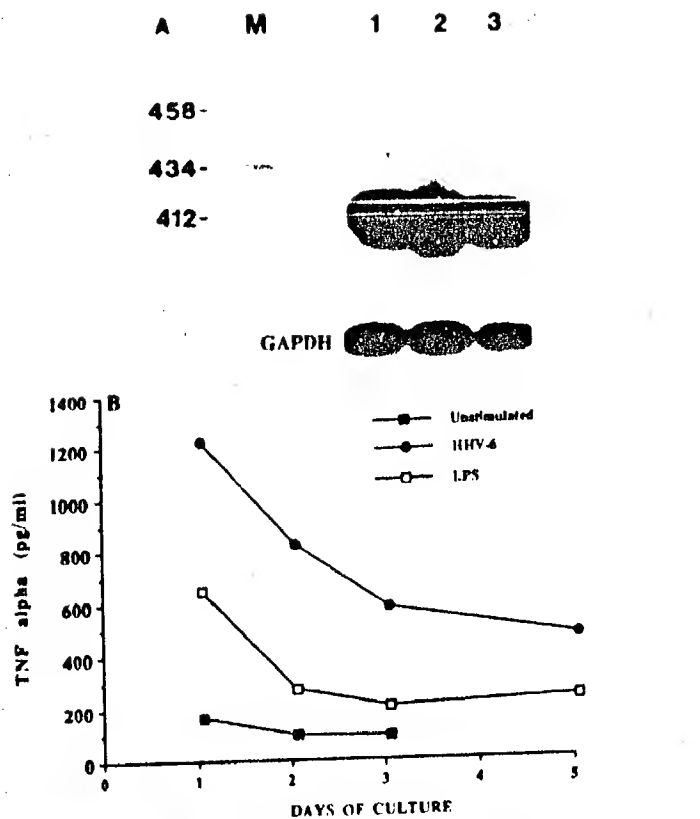 A M 1 2 3
458-
434-
412-
GAPDH
1400
B
1200
1000
800
600
400
200
0
TNF alpha (pg/ml)
Unstimulated
HHV-6
LPS
0 1 2 3 4 5
DAYS OF CULTURE